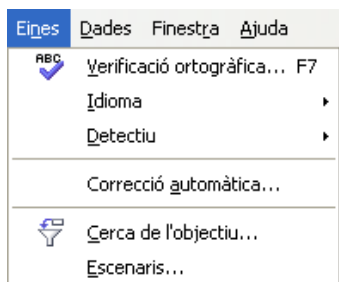 Eines Dades Finestra Ajuda
ABC Verificació ortogràfica... F7
Idioma
Detectiu
Correcció automàtica...
Cerca de l'objectiu...
Escenaris...